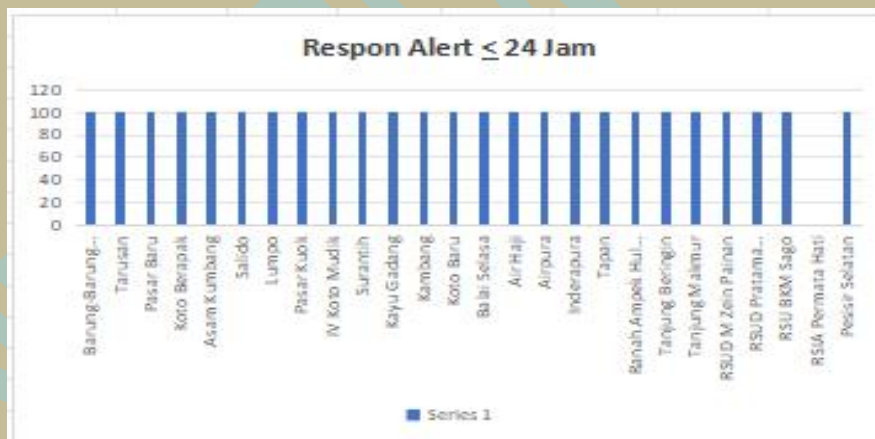 Respon Alert ≤ 24 Jam
120
100
80
60
40
20
0
Barung-Barung...
Tarusan
Pasar Baru
Koto Berapak
Asam Kumbang
Salido
Lumpo
Pasar Kuok
IV Koto Mudik
Surantih
Kayu Gadang
Kambang
Koto Baru
Balai Selasa
Air Haji
Airpura
Inderapura
Tapan
Ranah Ampek Hul...
Tanjung Beringin
Tanjung Makmur
RSUD M Zein Painan
RSUD Pratama...
RSU BKM Sago
RSIA Permata Hati
Pesisir Selatan
Series 1